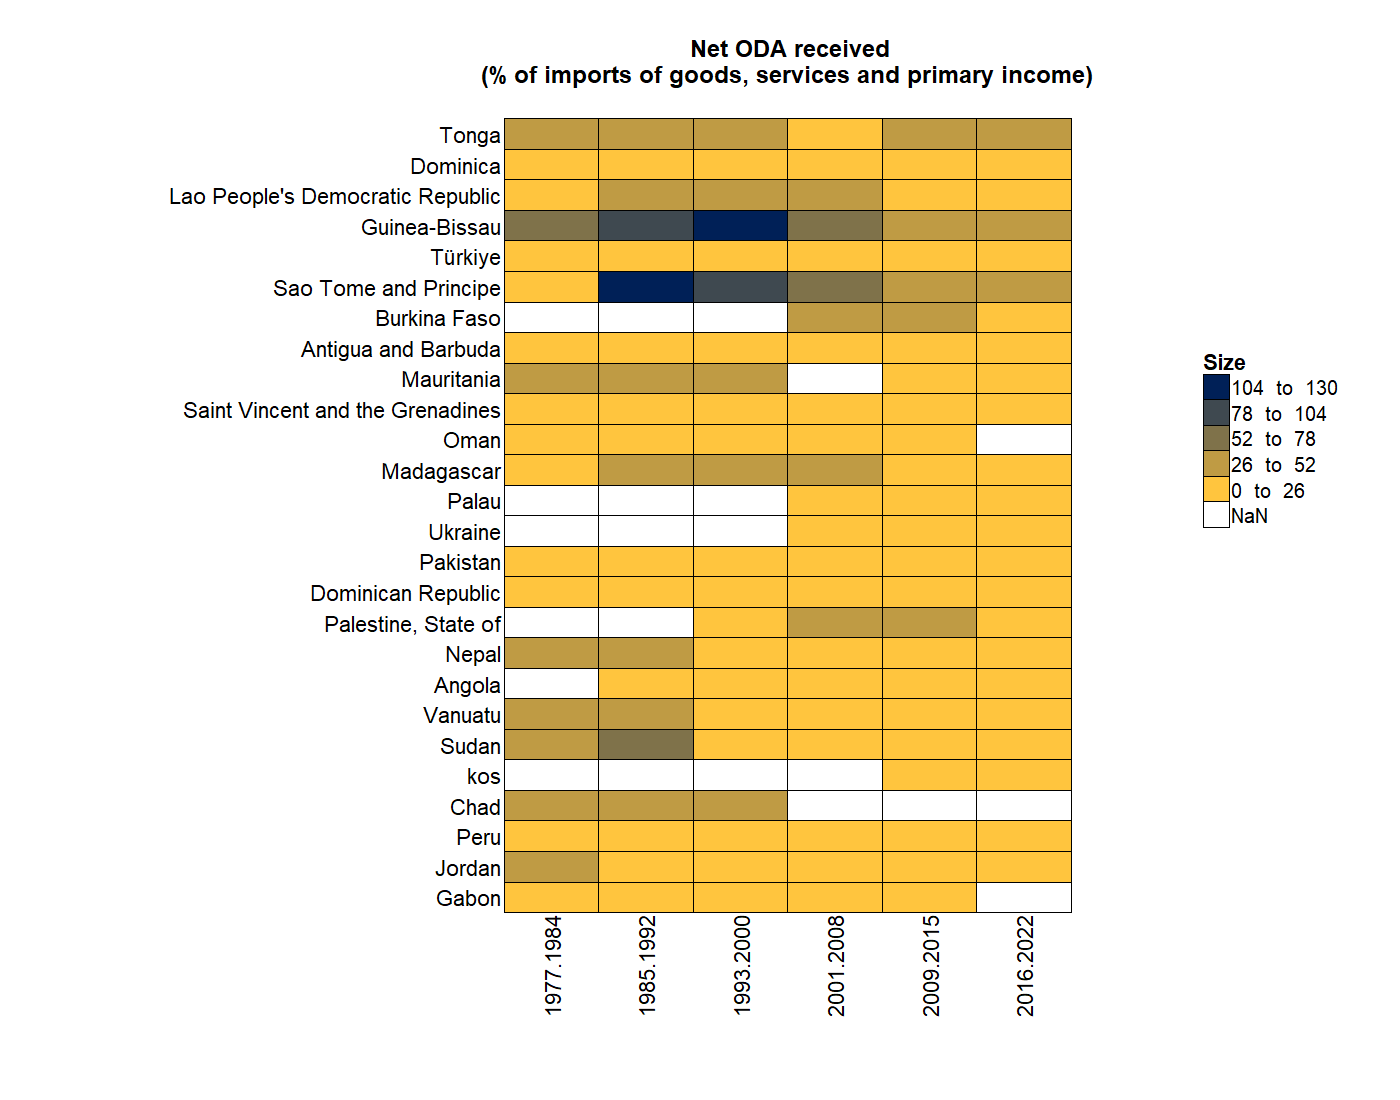 Net ODA received
(% of imports of goods, services and primary income)
Tonga
Dominica
Lao People's Democratic Republic
Guinea-Bissau
Türkiye
Sao Tome and Principe
Burkina Faso
Antigua and Barbuda
Mauritania
Saint Vincent and the Grenadines
Oman
Madagascar
Palau
Ukraine
Pakistan
Dominican Republic
Palestine, State of
Nepal
Angola
Vanuatu
Sudan
kos
Chad
Peru
Jordan
Gabon
1977.1984
1985.1992
1993.2000
2001.2008
2009.2015
2016.2022
Size
104 to 130
78 to 104
52 to 78
26 to 52
0 to 26
NaN